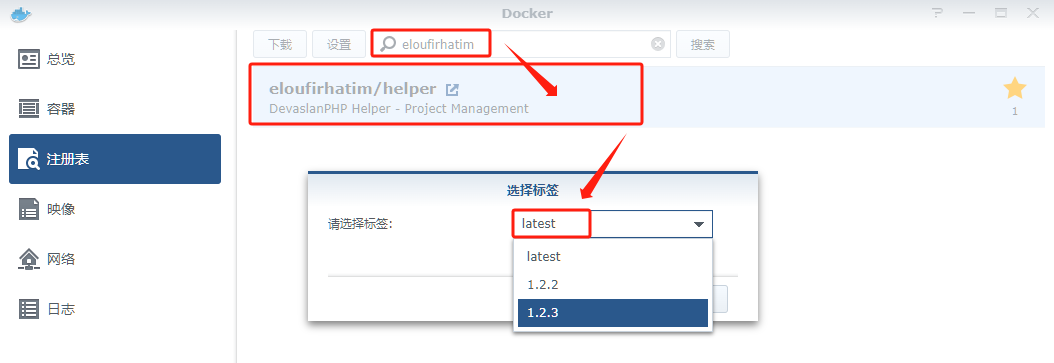 Docker
总览
容器
注册表
映像
网络
日志
下载 设置 eloufirhatim 搜索
eloufirhatim/helper
DevaslanPHP Helper - Project Management
1
选择标签
请选择标签: latest
latest
1.2.2
1.2.3